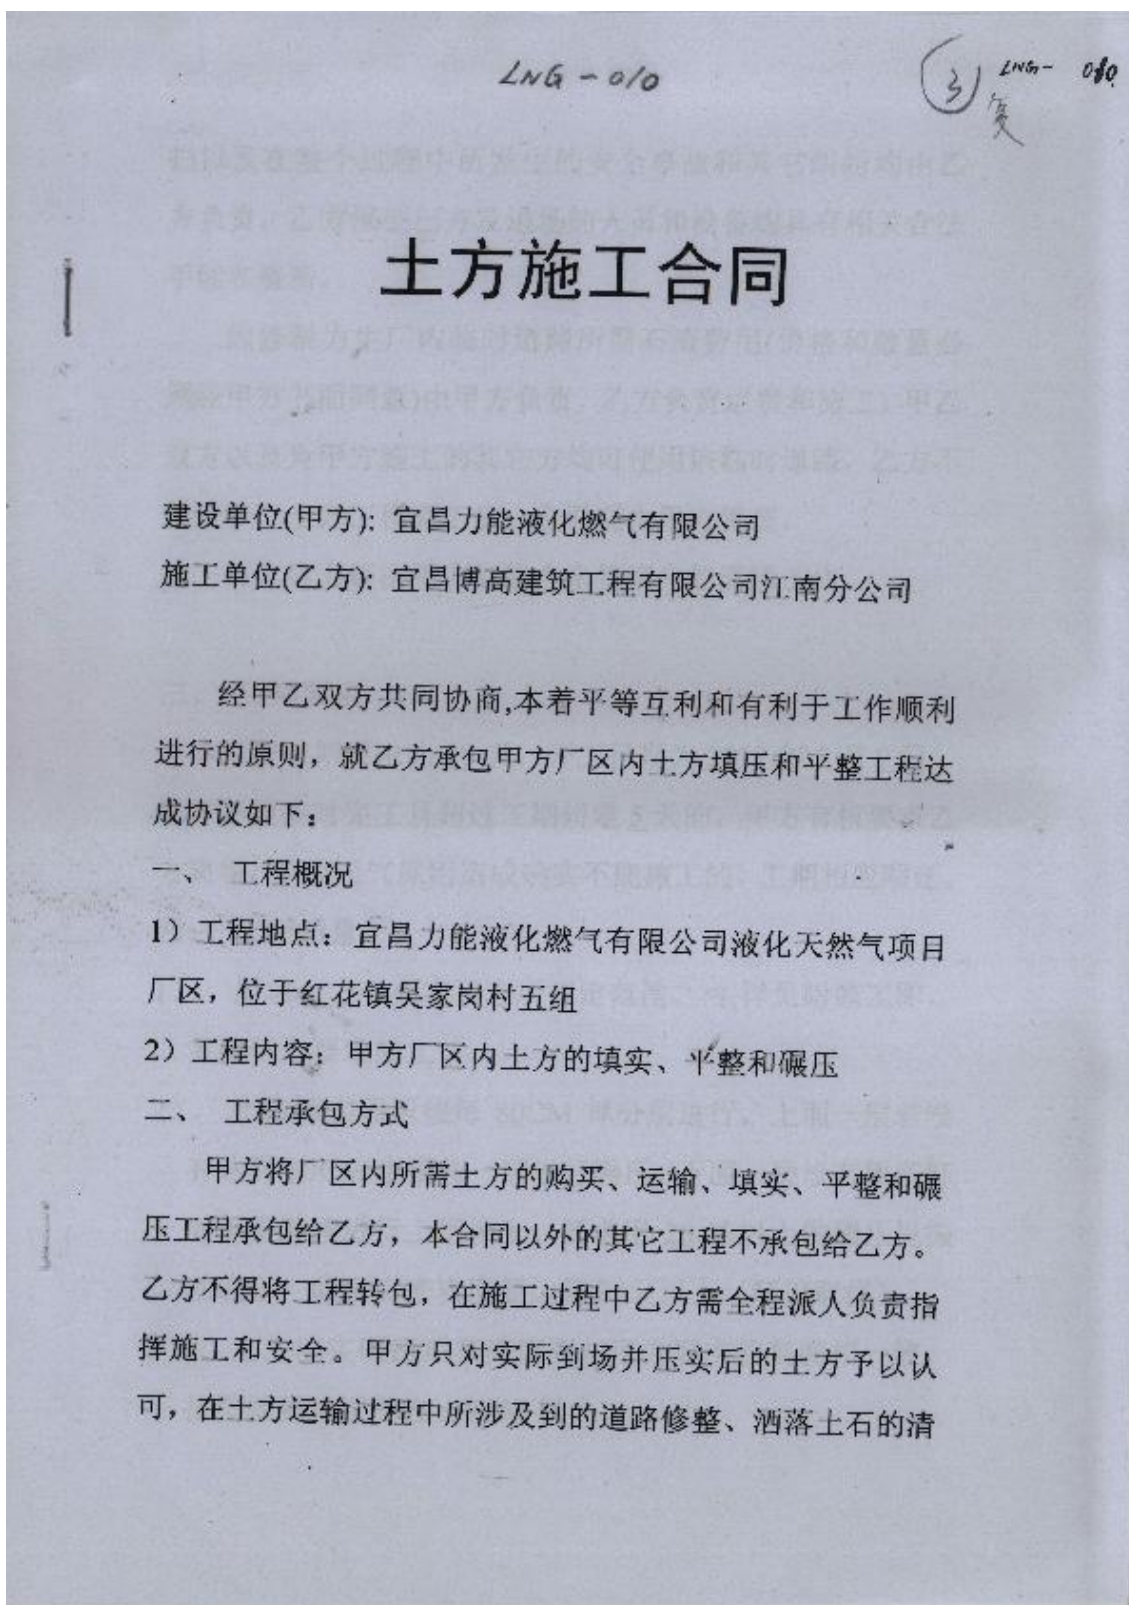 LNG-010
3 LNG- 010
复
土方施工合同
建设单位(甲方): 宜昌力能液化燃气有限公司
施工单位(乙方): 宜昌博高建筑工程有限公司江南分公司
经甲乙双方共同协商,本着平等互利和有利于工作顺利
进行的原则，就乙方承包甲方厂区内土方填压和平整工程达
成协议如下：
一、 工程概况
1）工程地点：宜昌力能液化燃气有限公司液化天然气项目
厂区，位于红花镇吴家岗村五组
2）工程内容：甲方厂区内土方的填实、平整和碾压
二、 工程承包方式
甲方将厂区内所需土方的购买、运输、填实、平整和碾
压工程承包给乙方，本合同以外的其它工程不承包给乙方。
乙方不得将工程转包，在施工过程中乙方需全程派人负责指
挥施工和安全。甲方只对实际到场并压实后的土方予以认
可，在土方运输过程中所涉及到的道路修整、洒落土石的清